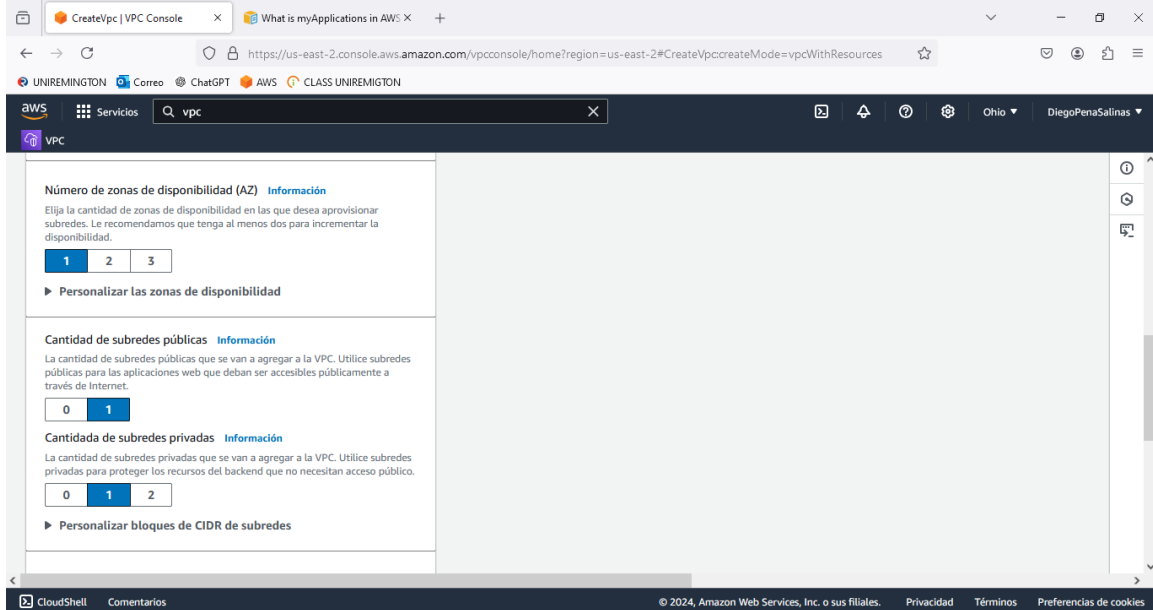 CreateVpc | VPC Console
What is myApplications in AWS
https://us-east-2.console.aws.amazon.com/vpcconsole/home?region=us-east-2#CreateVpc:createMode=vpcWithResources
UNIREMINGTON Correo ChatGPT AWS CLASS UNIREMIGTON
aws Servicios vpc Ohio DiegoPenaSalinas
VPC
Número de zonas de disponibilidad (AZ) Información
Elija la cantidad de zonas de disponibilidad en las que desea aprovisionar
subredes. Le recomendamos que tenga al menos dos para incrementar la
disponibilidad.
1 2 3
Personalizar las zonas de disponibilidad
Cantidad de subredes públicas Información
La cantidad de subredes públicas que se van a agregar a la VPC. Utilice subredes
públicas para las aplicaciones web que deban ser accesibles públicamente a
través de Internet.
0 1
Cantidada de subredes privadas Información
La cantidad de subredes privadas que se van a agregar a la VPC. Utilice subredes
privadas para proteger los recursos del backend que no necesitan acceso público.
0 1 2
Personalizar bloques de CIDR de subredes
CloudShell Comentarios © 2024, Amazon Web Services, Inc. o sus filiales. Privacidad Términos Preferencias de cookies